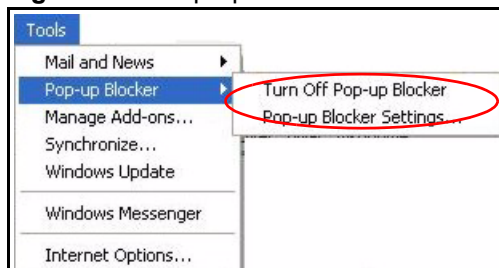 Tools
Mail and News
Pop-up Blocker
Turn Off Pop-up Blocker
Manage Add-ons...
Pop-up Blocker Settings...
Synchronize...
Windows Update
Windows Messenger
Internet Options...